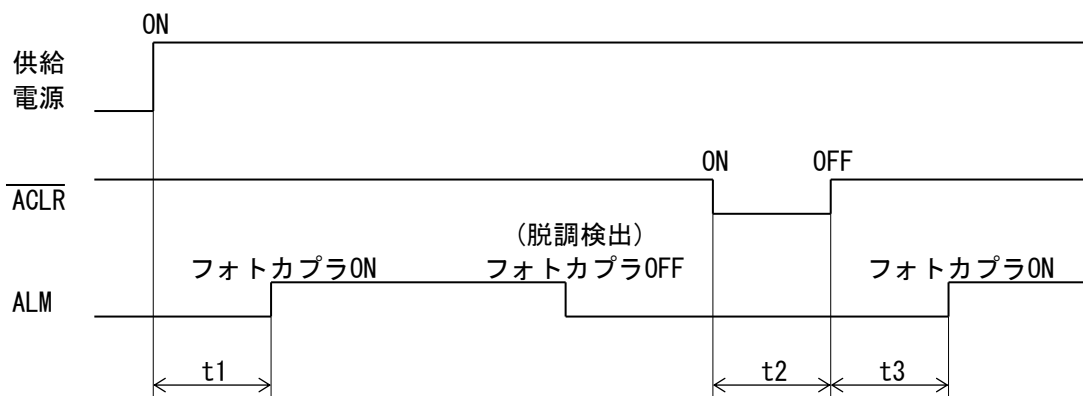 ON
供給
電源
ON OFF
ACLR
(脱調検出)
フォトカプラON フォトカプラOFF フォトカプラON
ALM
t1 t2 t3